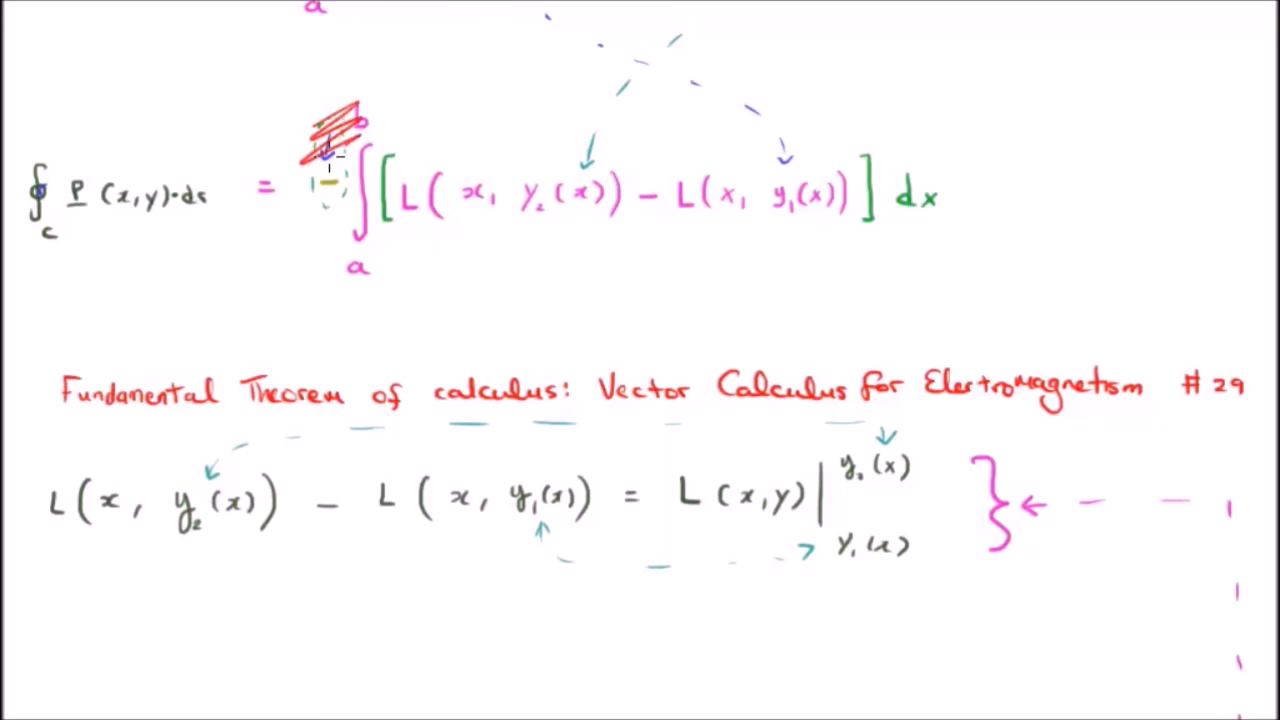 a
b
∮ P (x,y)·ds = - ∫ [ L( x, y₂(x)) - L(x, y₁(x)) ] dx
c
a
Fundamental Theorem of calculus: Vector Calculus for Electromagnetism #29
L(x, y₂(x)) - L(x, y₁(x)) = L(x,y) | y₂(x)
y₁(x)